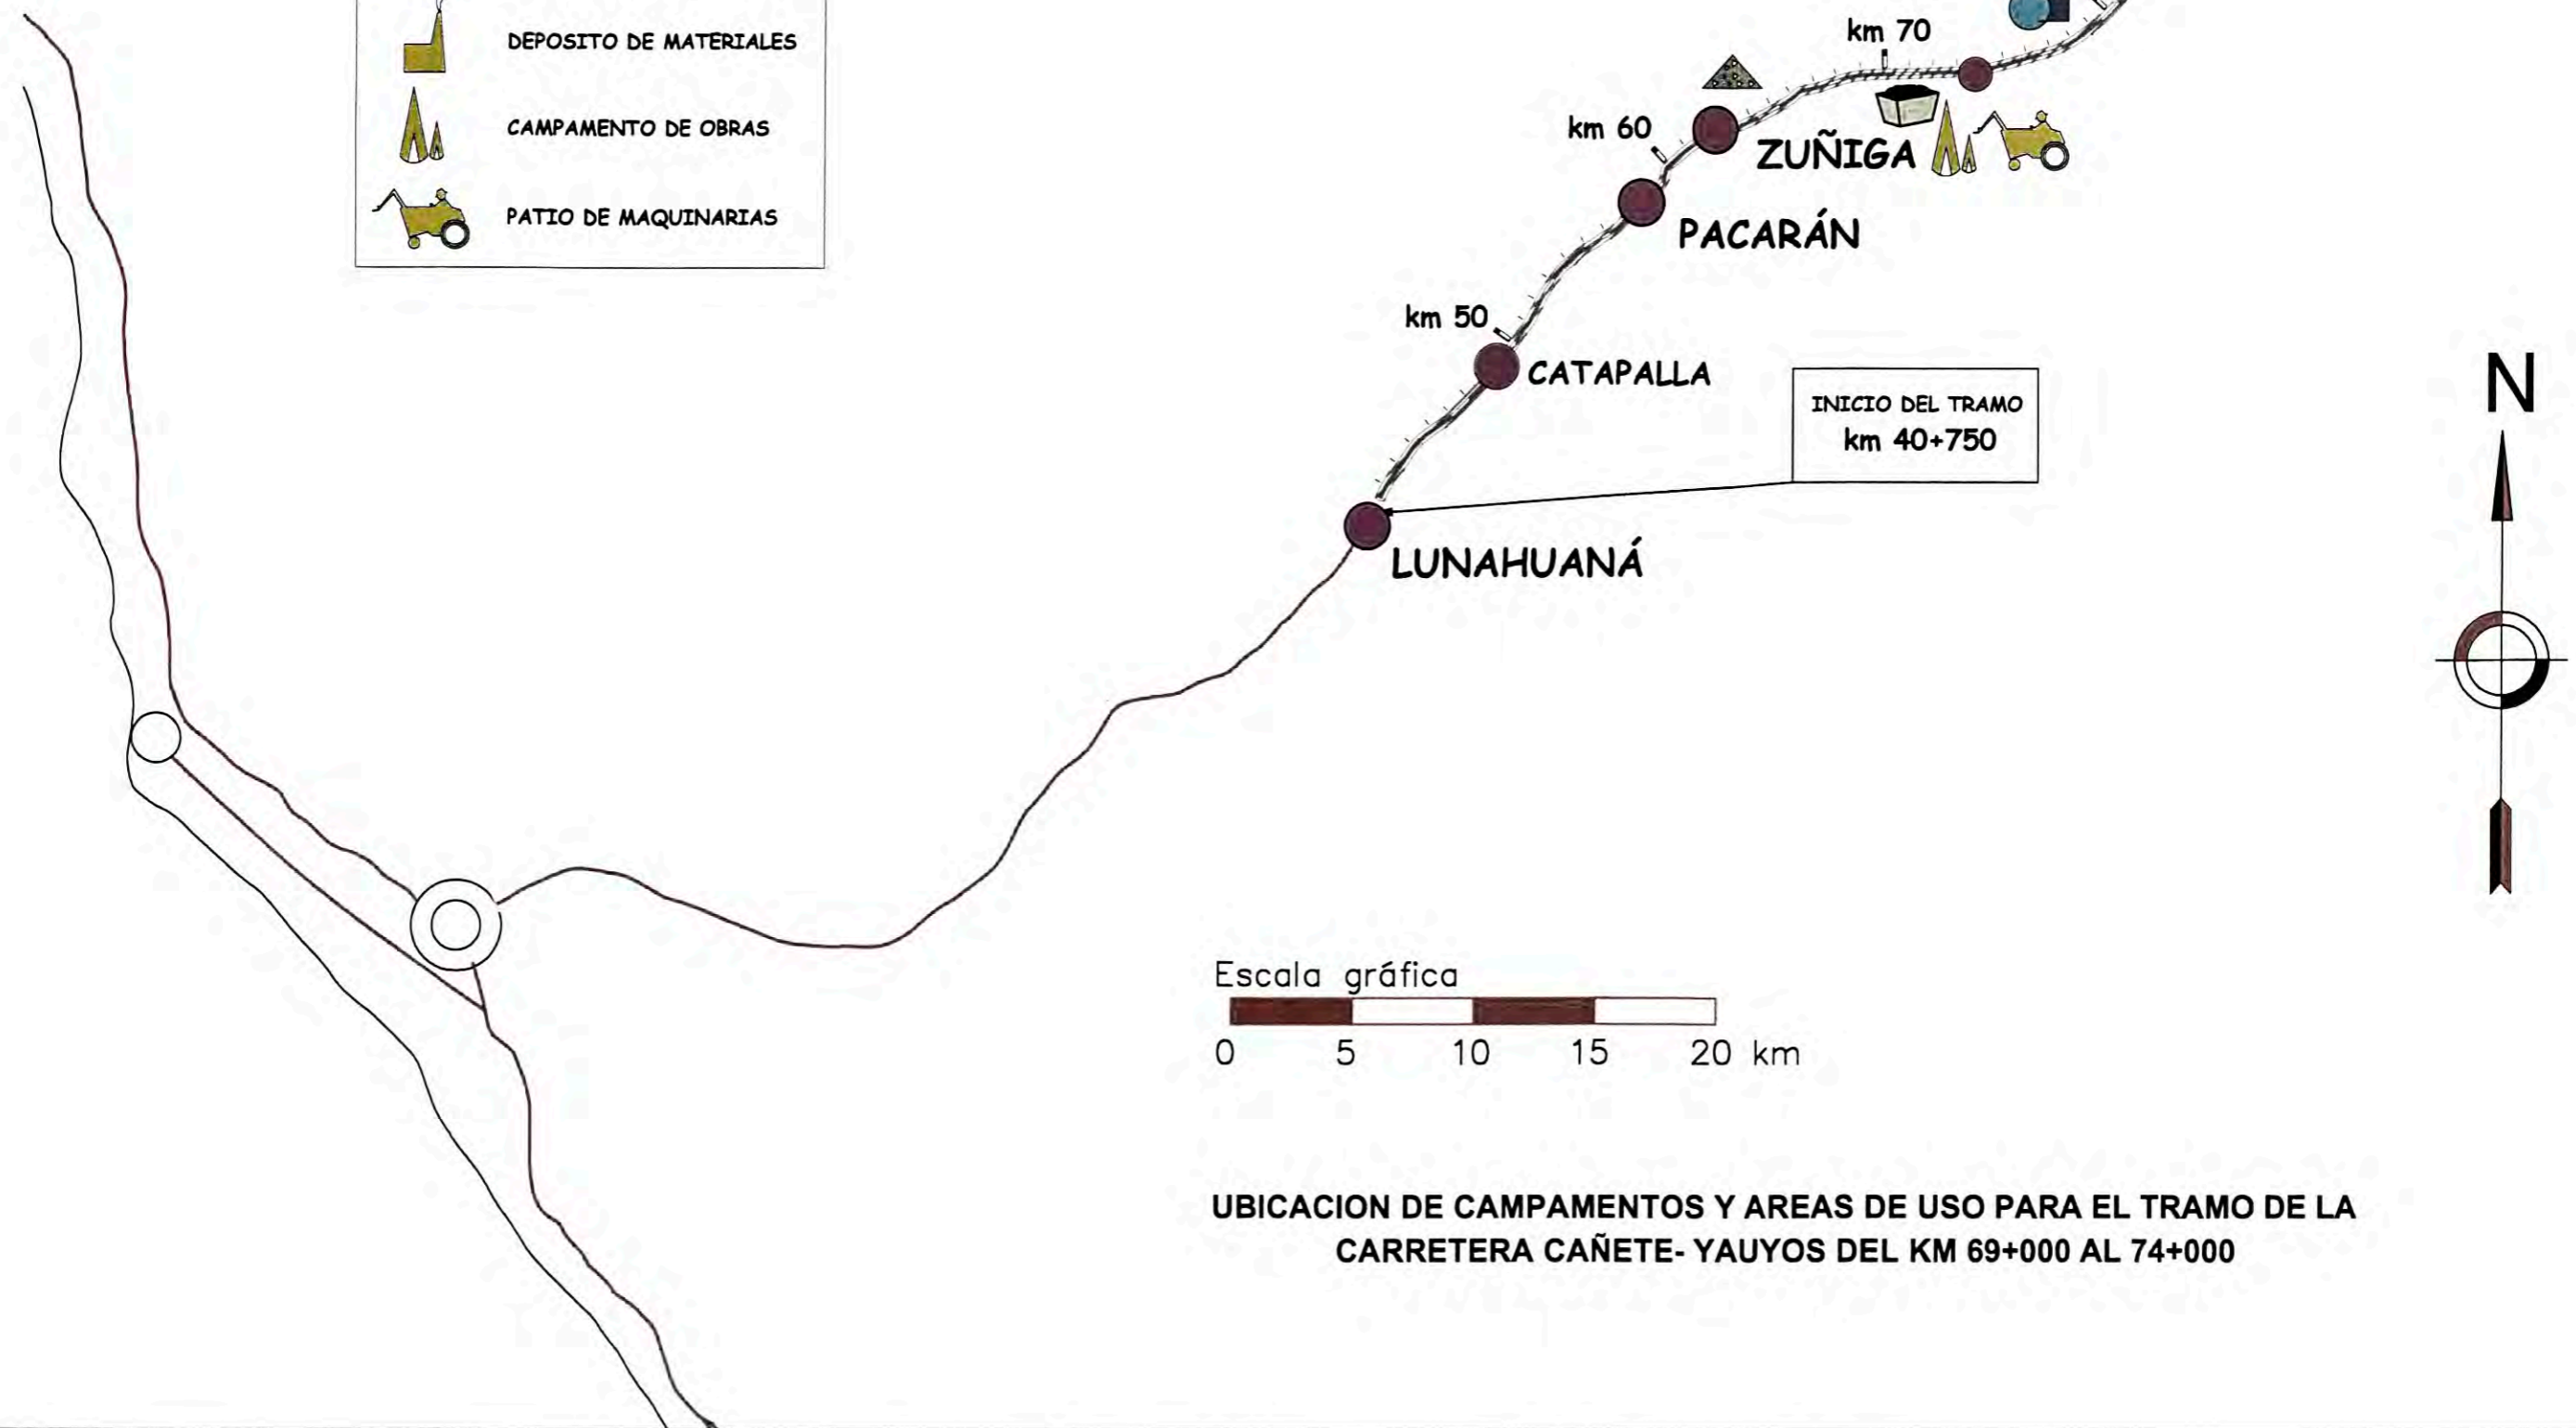 DEPOSITO DE MATERIALES
CAMPAMENTO DE OBRAS
PATIO DE MAQUINARIAS
km 70
km 60
ZUÑIGA
PACARÁN
km 50
CATAPALLA
INICIO DEL TRAMO
km 40+750
N
LUNAHUANÁ
Escala gráfica
0 5 10 15 20 km
UBICACION DE CAMPAMENTOS Y AREAS DE USO PARA EL TRAMO DE LA
CARRETERA CAÑETE- YAUYOS DEL KM 69+000 AL 74+000